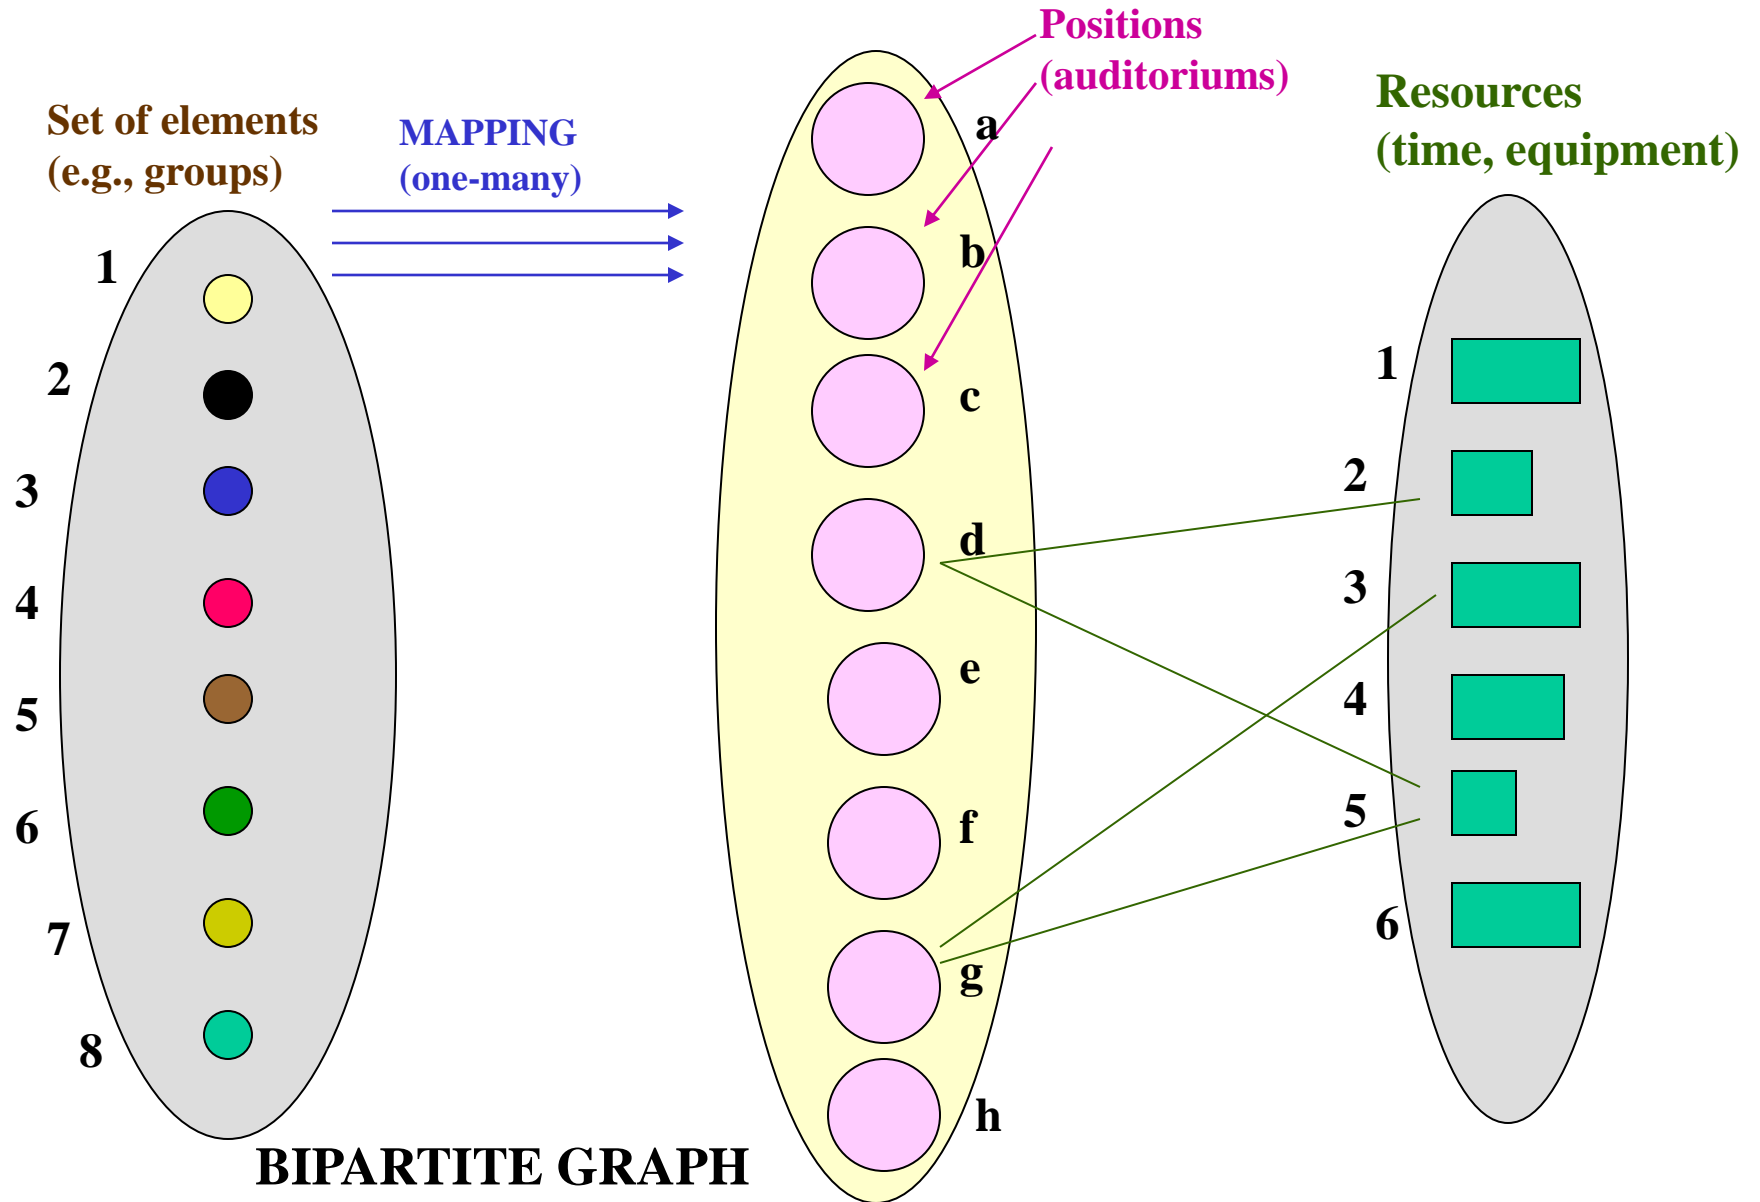 Positions
(auditoriums)
Resources
(time, equipment)
Set of elements
(e.g., groups)
MAPPING
(one-many)
1
2
3
4
5
6
7
8
a
b
c
d
e
f
g
h
1
2
3
4
5
6
BIPARTITE GRAPH